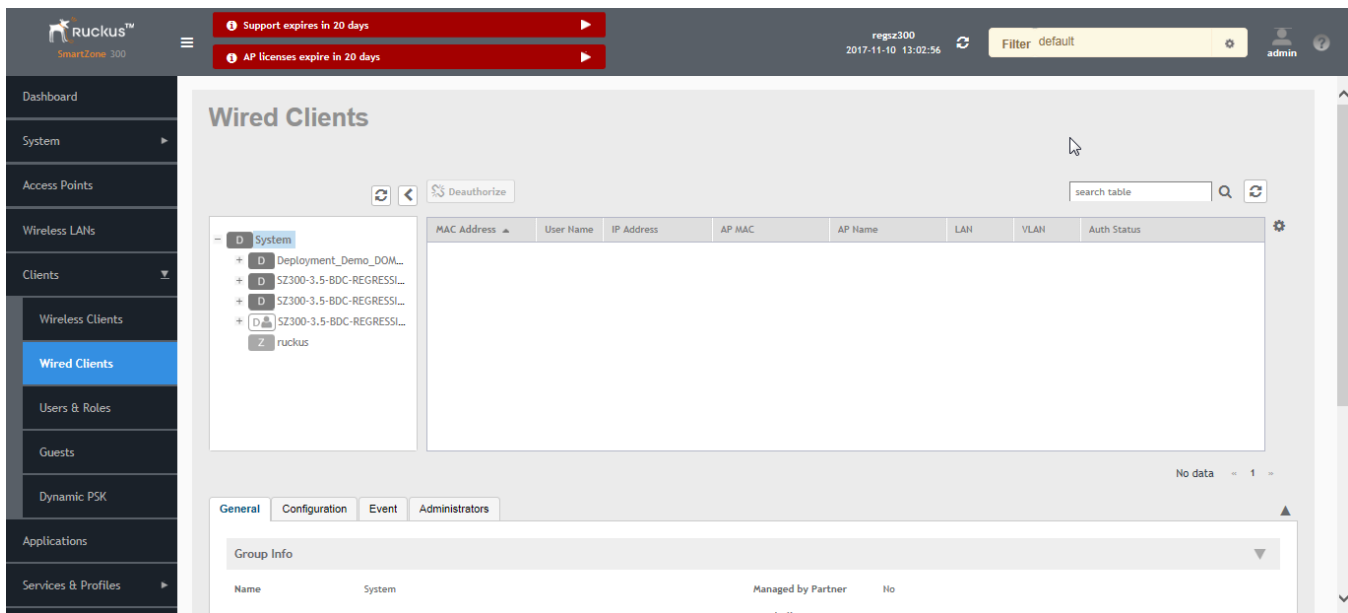 Ruckus™
SmartZone 300
Support expires in 20 days
AP licenses expire in 20 days
regsz300
2017-11-10 13:02:56
Filter default
admin
Dashboard
System
Access Points
Wireless LANs
Clients
Wireless Clients
Wired Clients
Users & Roles
Guests
Dynamic PSK
Applications
Services & Profiles
Wired Clients
Deauthorize
search table
D System
D Deployment_Demo_DOM...
D SZ300-3.5-BDC-REGRESSI...
D SZ300-3.5-BDC-REGRESSI...
D SZ300-3.5-BDC-REGRESSI...
Z ruckus
MAC Address User Name IP Address AP MAC AP Name LAN VLAN Auth Status
No data « 1 »
General Configuration Event Administrators
Group Info
Name System Managed by Partner No